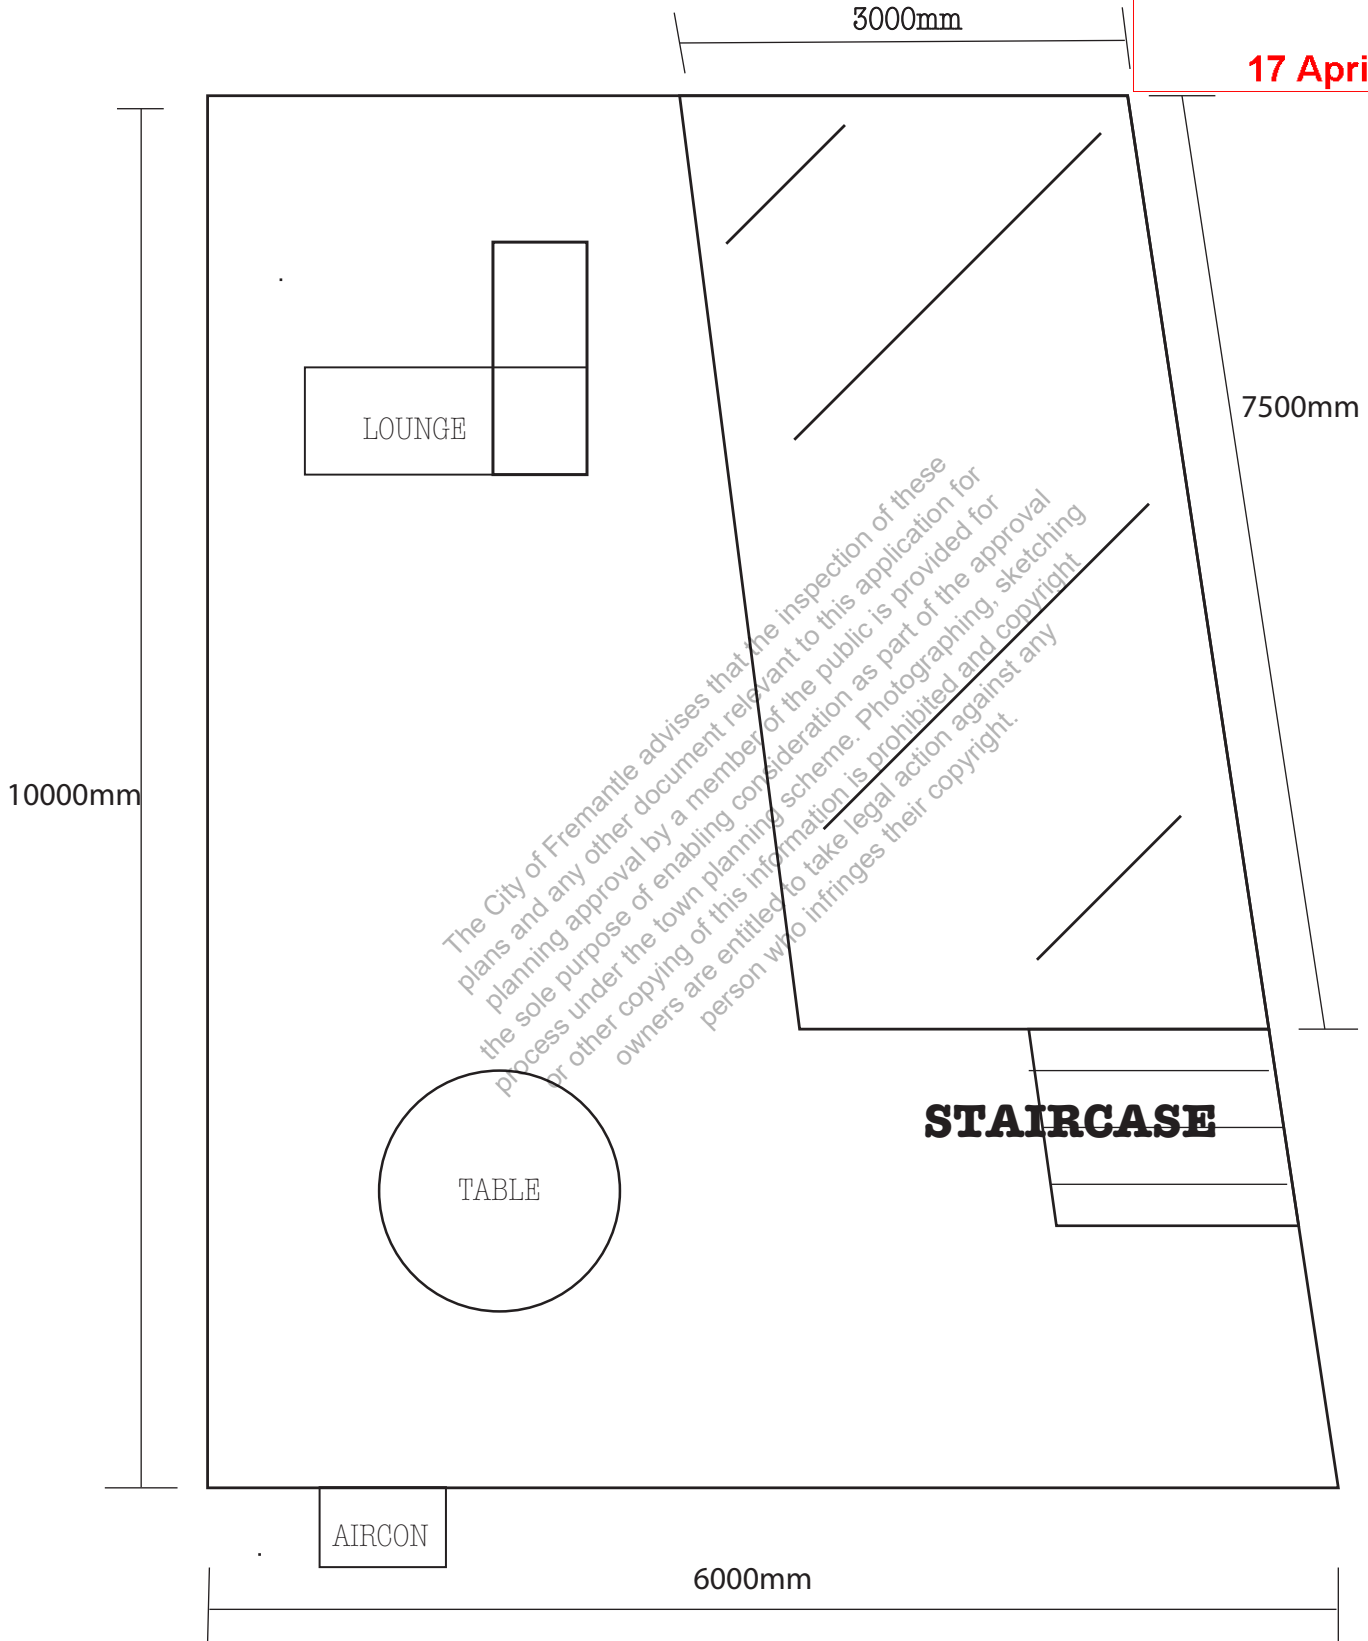 3000mm
17 Apri
7500mm
LOUNGE
The City of Fremantle advises that the inspection of these
plans and any other document relevant to this application for
planning approval by a member of the public is provided for
the sole purpose of enabling consideration as part of the approval
process under the town planning scheme. Photographing, sketching
or other copying of this information is prohibited and copyright
owners are entitled to take legal action against any
person who infringes their copyright.
10000mm
STAIRCASE
TABLE
AIRCON
6000mm